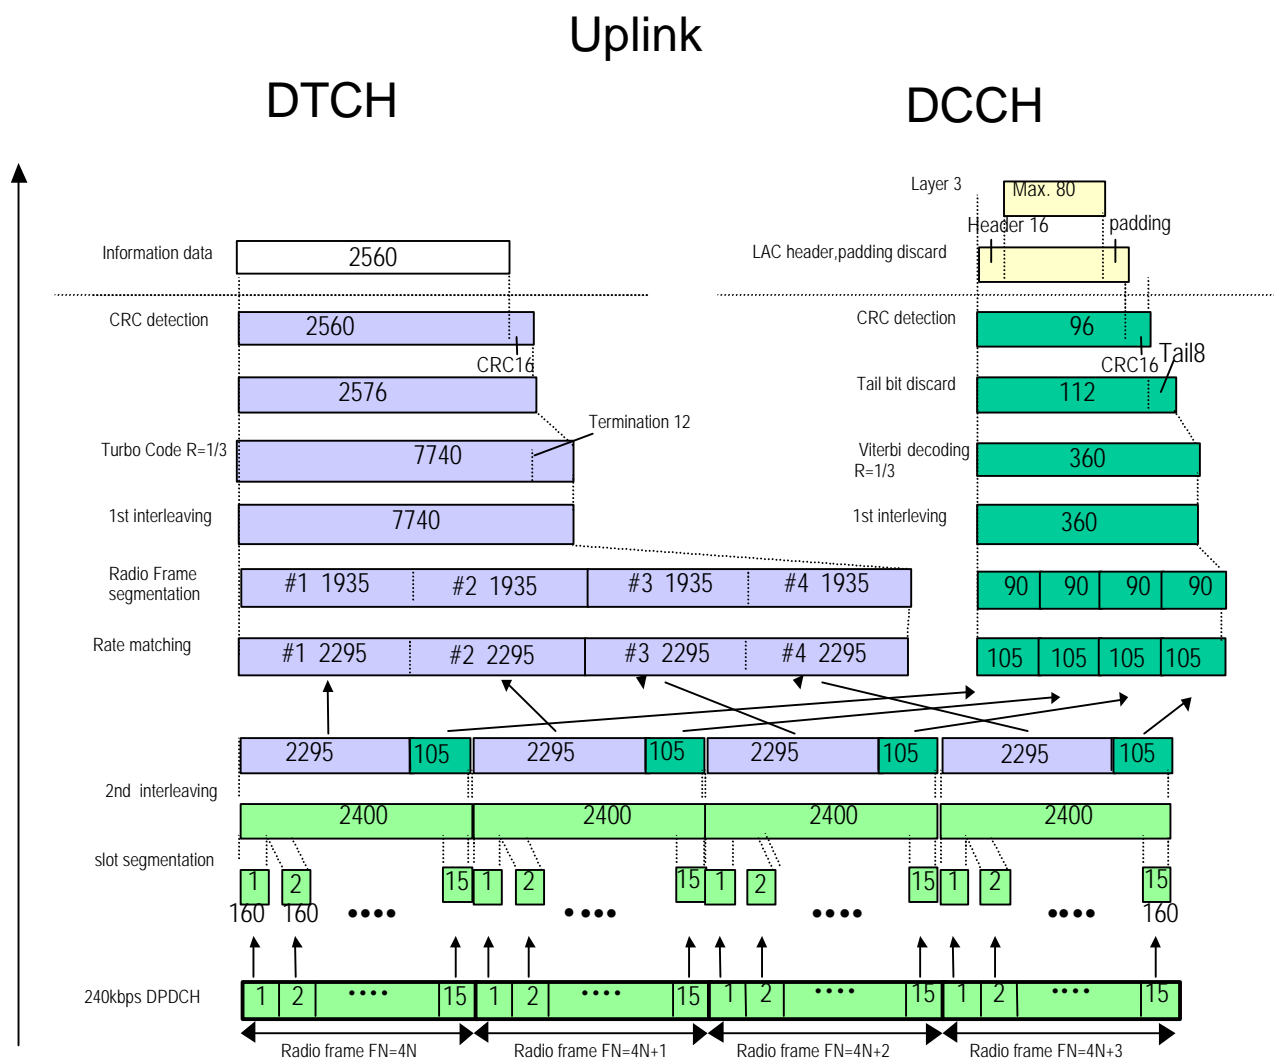 Uplink
DTCH
DCCH
Layer 3
Max. 80
Header 16
padding
Information data
2560
LAC header,padding discard
CRC detection
2560
CRC16
CRC detection
96
CRC16
Tail8
2576
Tail bit discard
112
Termination 12
Turbo Code R=1/3
7740
Viterbi decoding
R=1/3
360
1st interleaving
7740
1st interleving
360
Radio Frame
segmentation
#1 1935
#2 1935
#3 1935
#4 1935
90
90
90
90
Rate matching
#1 2295
#2 2295
#3 2295
#4 2295
105
105
105
105
2295
105
2295
105
2295
105
2295
105
2nd interleaving
2400
2400
2400
2400
slot segmentation
1
2
15
1
2
15
1
2
15
1
2
15
160
160
160
240kbps DPDCH
1
2
15
1
2
15
1
2
15
1
2
15
Radio frame FN=4N
Radio frame FN=4N+1
Radio frame FN=4N+2
Radio frame FN=4N+3